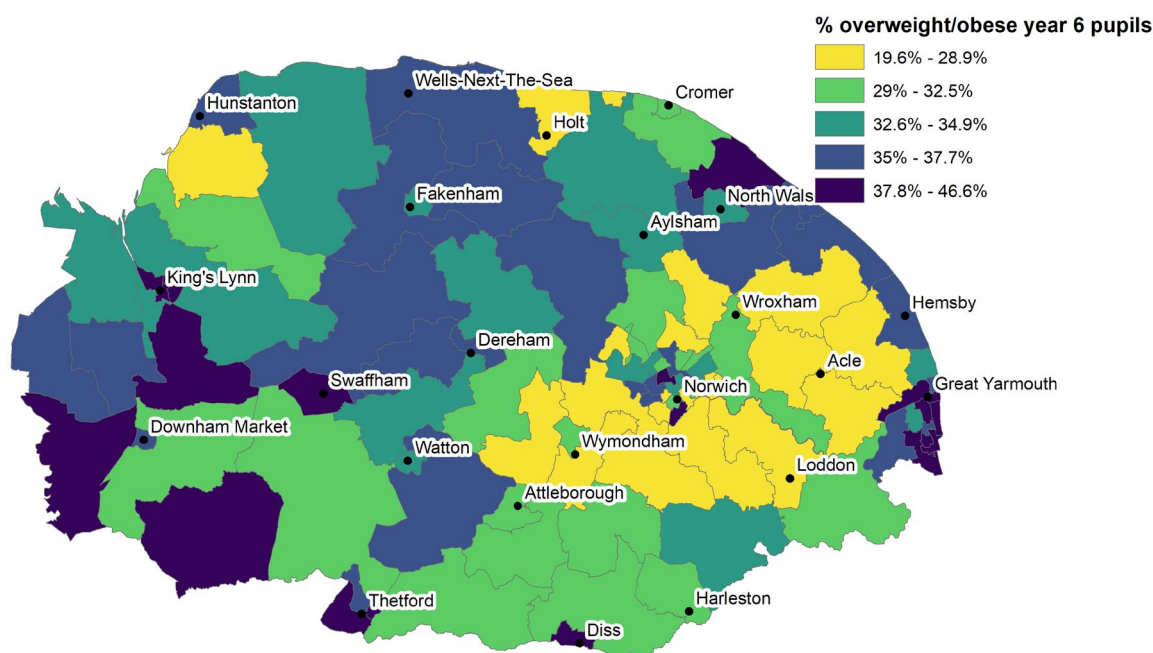 % overweight/obese year 6 pupils
19.6% - 28.9%
29% - 32.5%
32.6% - 34.9%
35% - 37.7%
37.8% - 46.6%
Wells-Next-The-Sea
Hunstanton
Cromer
Holt
Fakenham
North Wals
Aylsham
King's Lynn
Wroxham
Hemsby
Dereham
Acle
Swaffham
Norwich
Great Yarmouth
Downham Market
Watton
Wymondham
Loddon
Attleborough
Thetford
Harleston
Diss